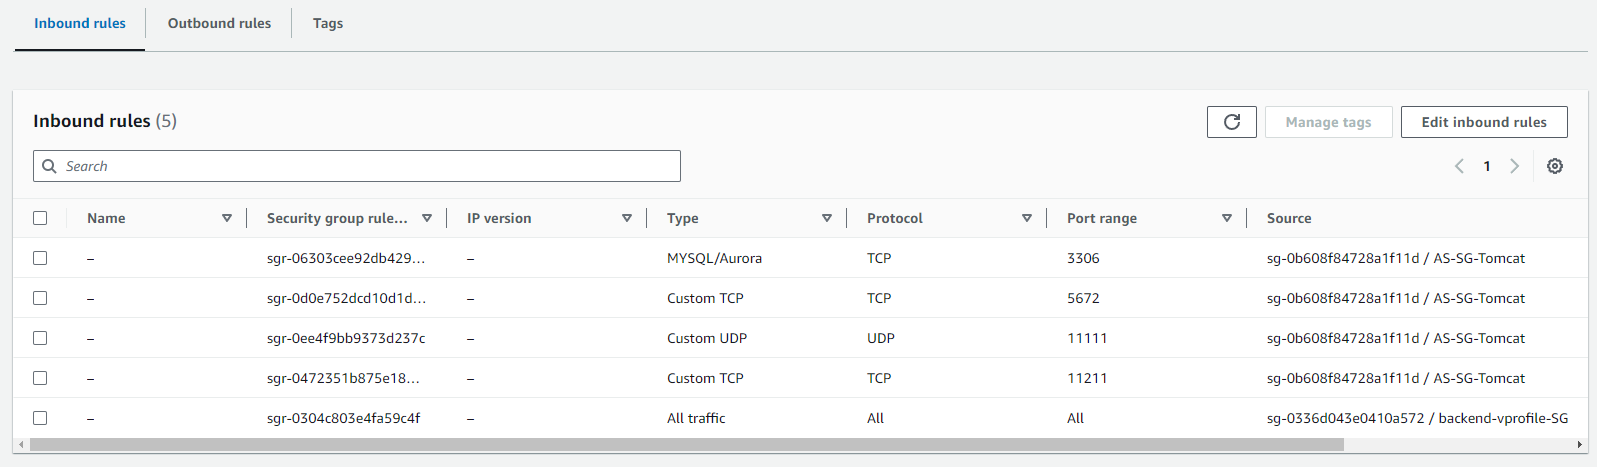 Inbound rules Outbound rules Tags
Inbound rules (5) Manage tags Edit inbound rules
Search 1
Name Security group rule... IP version Type Protocol Port range Source
– sgr-06303cee92db429... – MYSQL/Aurora TCP 3306 sg-0b608f84728a1f11d / AS-SG-Tomcat
– sgr-0d0e752dcd10d1d... – Custom TCP TCP 5672 sg-0b608f84728a1f11d / AS-SG-Tomcat
– sgr-0ee4f9bb9373d237c – Custom UDP UDP 11111 sg-0b608f84728a1f11d / AS-SG-Tomcat
– sgr-0472351b875e18... – Custom TCP TCP 11211 sg-0b608f84728a1f11d / AS-SG-Tomcat
– sgr-0304c803e4fa59c4f – All traffic All All sg-0336d043e0410a572 / backend-vprofile-SG